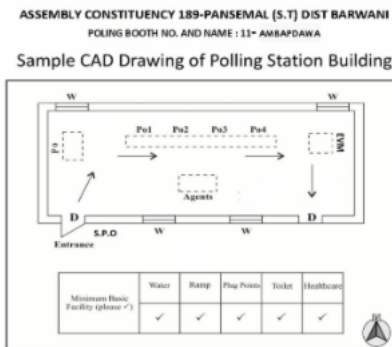 ASSEMBLY CONSTITUENCY 189-PANSEMAL (S.T) DIST BARWANI
POLING BOOTH NO. AND NAME : 11- AMBAPDAWA
Sample CAD Drawing of Polling Station Building
W W
Po1 Po2 Po3 Po4
Po
EVM
Agents
D D
S.P.O
Entrance
W W
Minimum Basic Facility (please ✓) Water Ramp Plug Points Toilet Healthcare
✓ ✓ ✓ ✓ ✓